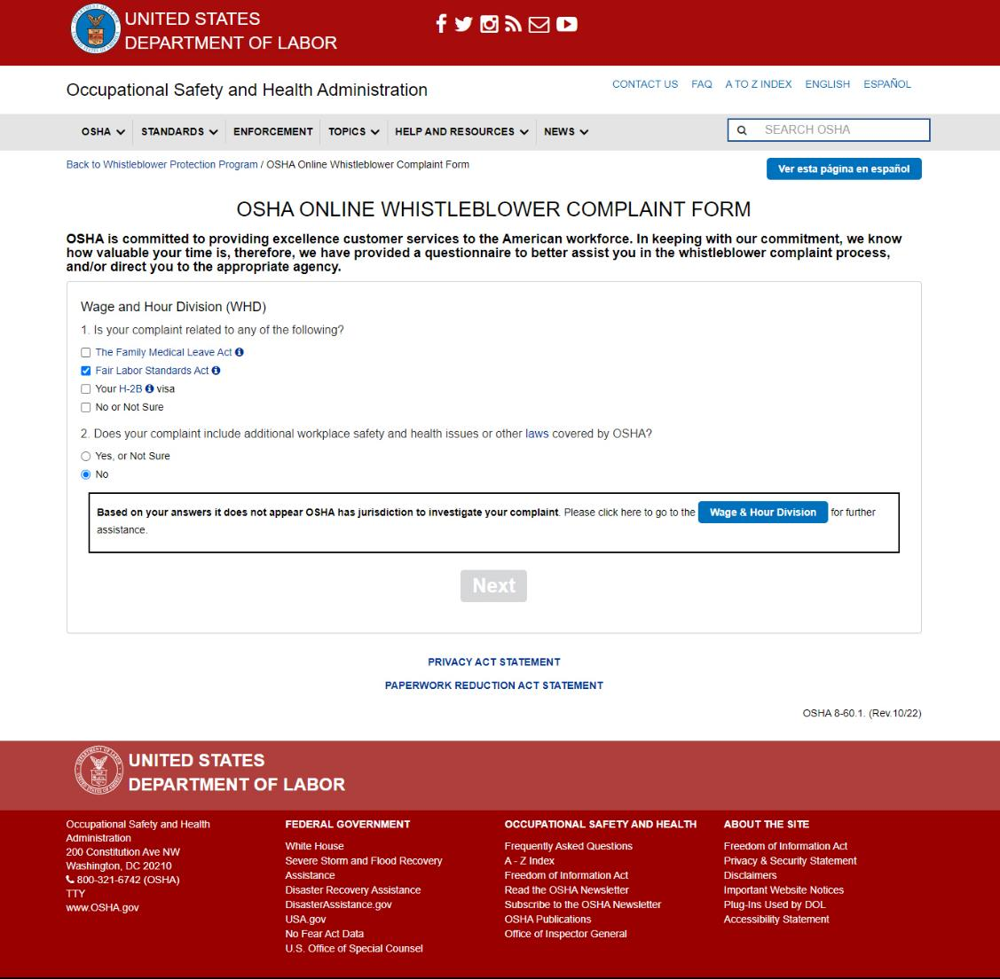 UNITED STATES
DEPARTMENT OF LABOR
Occupational Safety and Health Administration
CONTACT US FAQ A TO Z INDEX ENGLISH ESPAÑOL
OSHA STANDARDS ENFORCEMENT TOPICS HELP AND RESOURCES NEWS SEARCH OSHA
Back to Whistleblower Protection Program / OSHA Online Whistleblower Complaint Form
Ver esta página en español
OSHA ONLINE WHISTLEBLOWER COMPLAINT FORM
OSHA is committed to providing excellence customer services to the American workforce. In keeping with our commitment, we know
how valuable your time is, therefore, we have provided a questionnaire to better assist you in the whistleblower complaint process,
and/or direct you to the appropriate agency.
Wage and Hour Division (WHD)
1. Is your complaint related to any of the following?
The Family Medical Leave Act
Fair Labor Standards Act
Your H-2B visa
No or Not Sure
2. Does your complaint include additional workplace safety and health issues or other laws covered by OSHA?
Yes, or Not Sure
No
Based on your answers it does not appear OSHA has jurisdiction to investigate your complaint. Please click here to go to the Wage & Hour Division for further
assistance.
Next
PRIVACY ACT STATEMENT
PAPERWORK REDUCTION ACT STATEMENT
OSHA 8-60.1. (Rev.10/22)
UNITED STATES
DEPARTMENT OF LABOR
Occupational Safety and Health
Administration
200 Constitution Ave NW
Washington, DC 20210
800-321-6742 (OSHA)
TTY
www.OSHA.gov
FEDERAL GOVERNMENT
White House
Severe Storm and Flood Recovery
Assistance
Disaster Recovery Assistance
DisasterAssistance.gov
USA.gov
No Fear Act Data
U.S. Office of Special Counsel
OCCUPATIONAL SAFETY AND HEALTH
Frequently Asked Questions
A - Z Index
Freedom of Information Act
Read the OSHA Newsletter
Subscribe to the OSHA Newsletter
OSHA Publications
Office of Inspector General
ABOUT THE SITE
Freedom of Information Act
Privacy & Security Statement
Disclaimers
Important Website Notices
Plug-Ins Used by DOL
Accessibility Statement